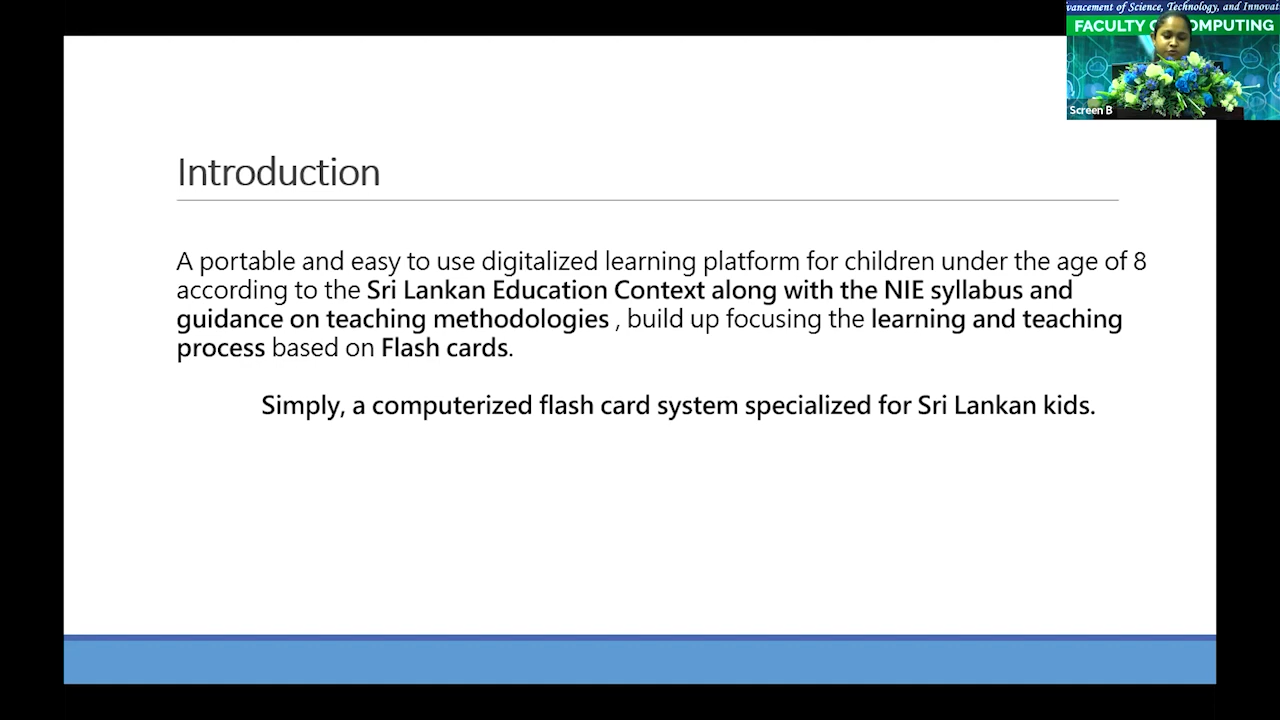 vancement of Science, Technology, and Innovat
FACULTY OMPUTING
Screen B
Introduction
A portable and easy to use digitalized learning platform for children under the age of 8
according to the Sri Lankan Education Context along with the NIE syllabus and
guidance on teaching methodologies , build up focusing the learning and teaching
process based on Flash cards.
Simply, a computerized flash card system specialized for Sri Lankan kids.